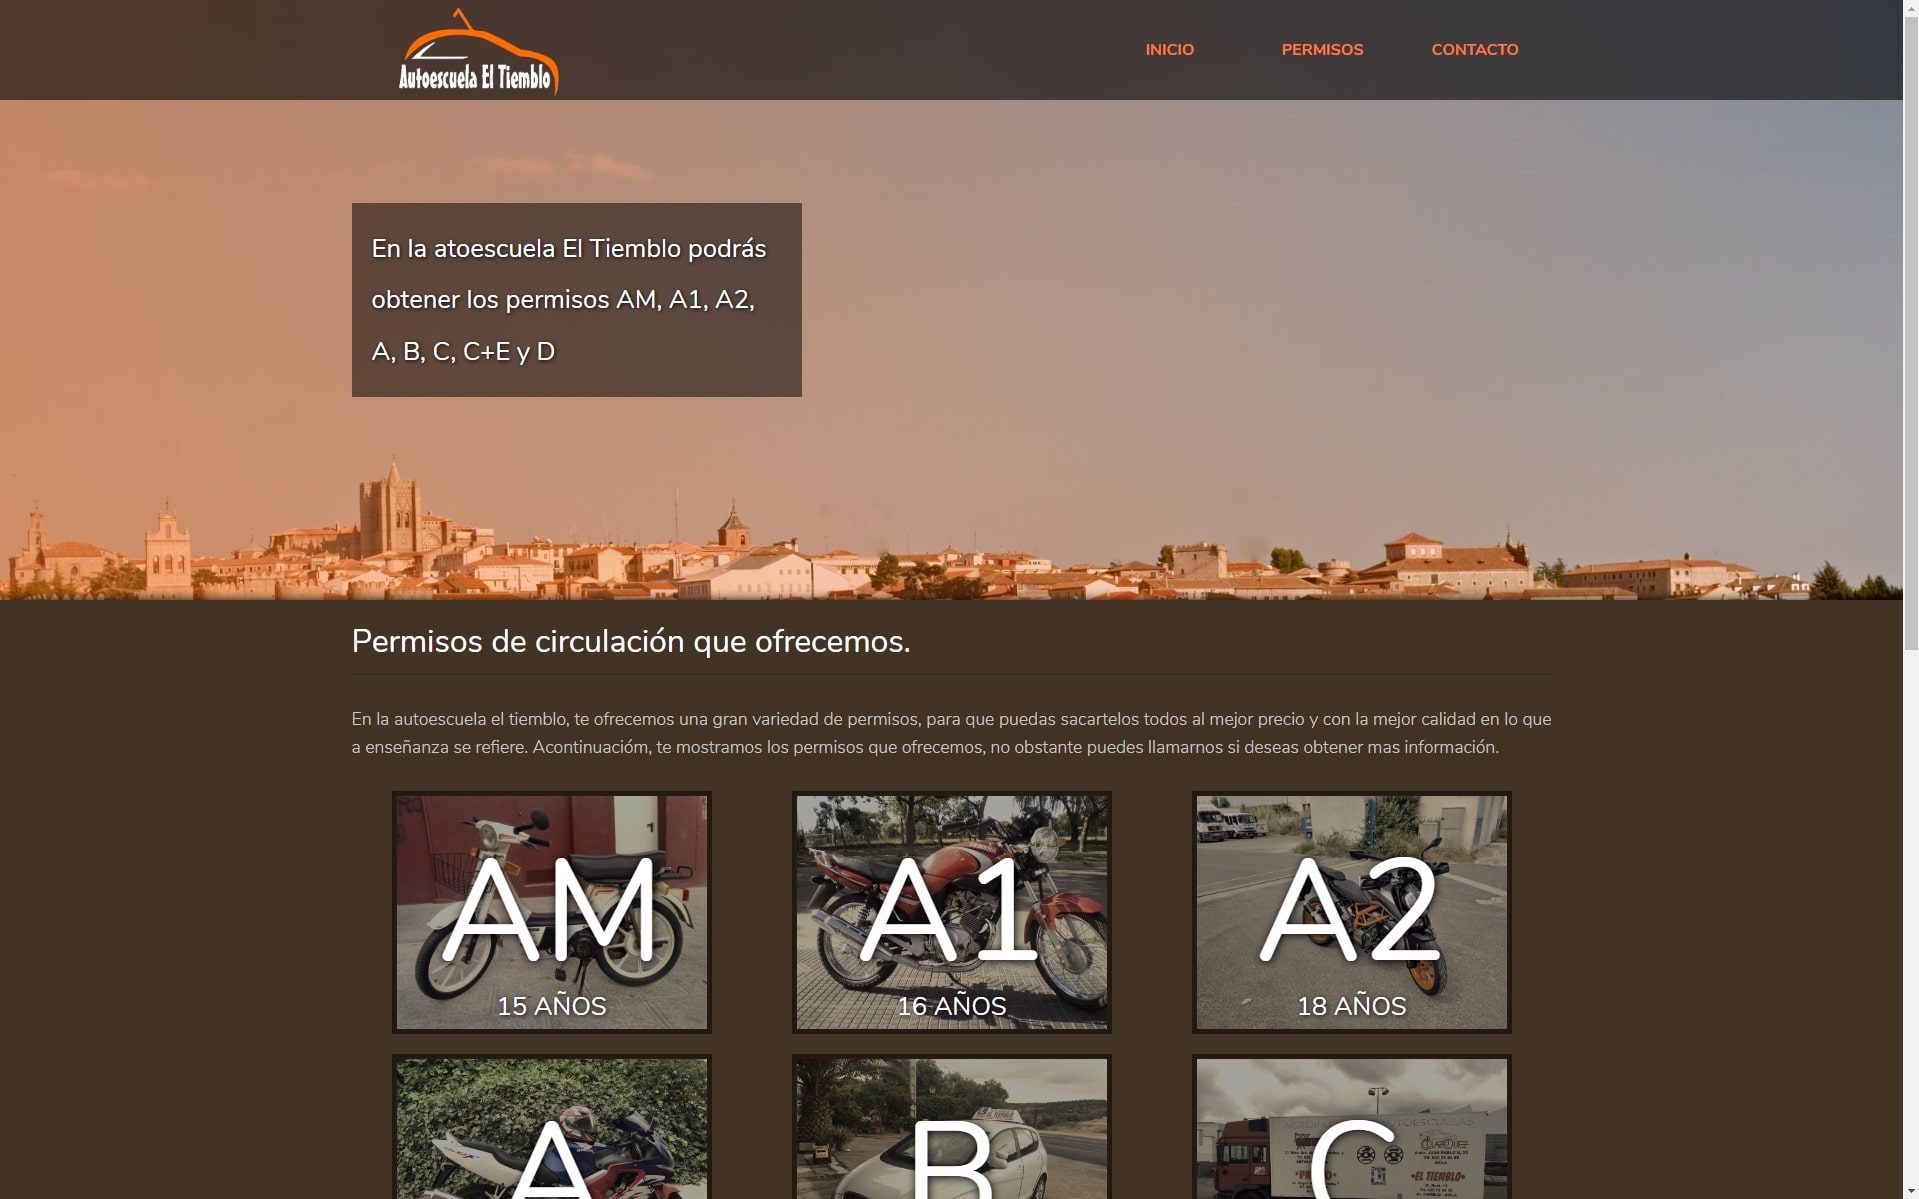 Autoescuela El Tiemblo
INICIO
PERMISOS
CONTACTO
En la atoescuela El Tiemblo podrás
obtener los permisos AM, A1, A2,
A, B, C, C+E y D
Permisos de circulación que ofrecemos.
En la autoescuela el tiemblo, te ofrecemos una gran variedad de permisos, para que puedas sacartelos todos al mejor precio y con la mejor calidad en lo que
a enseñanza se refiere. Acontinuacióm, te mostramos los permisos que ofrecemos, no obstante puedes llamarnos si deseas obtener mas información.
AM
15 AÑOS
A1
16 AÑOS
A2
18 AÑOS
A
B
C
"EL TIEMBLO"